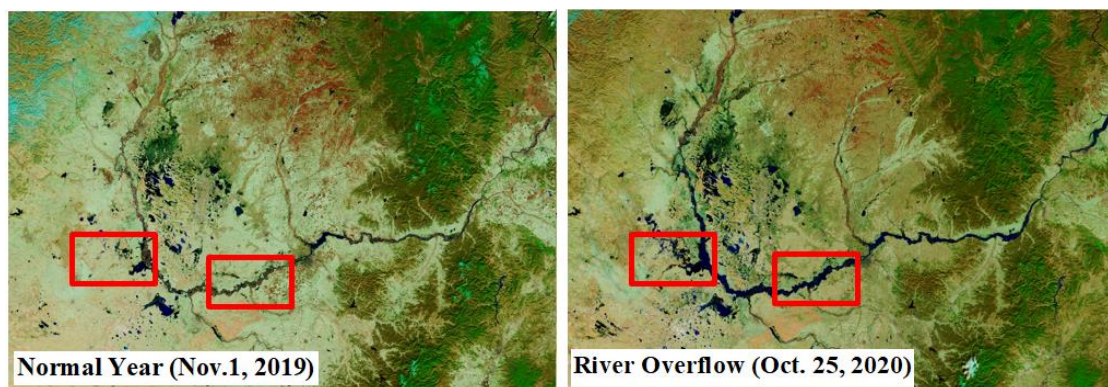 Normal Year (Nov.1, 2019)
River Overflow (Oct. 25, 2020)